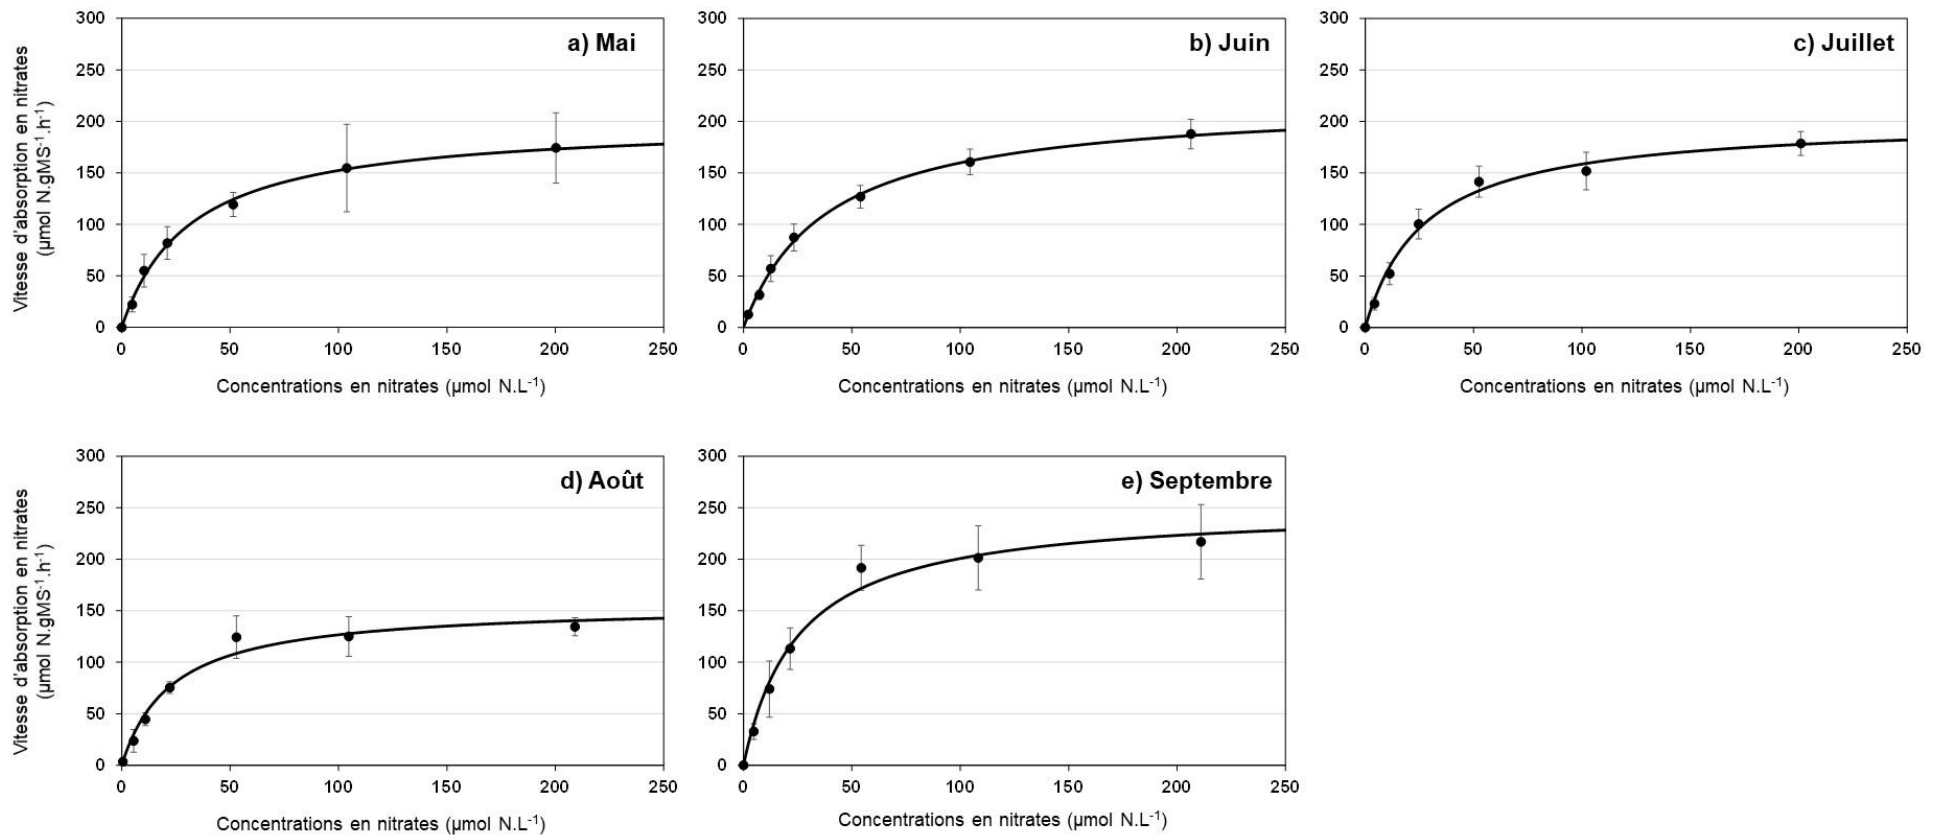 Vitesse d'absorption en nitrates
(µmol N.gMS-1.h-1)
a) Mai
300
250
200
150
100
50
0
0 50 100 150 200 250
Concentrations en nitrates (µmol N.L-1)
b) Juin
300
250
200
150
100
50
0
0 50 100 150 200 250
Concentrations en nitrates (µmol N.L-1)
c) Juillet
300
250
200
150
100
50
0
0 50 100 150 200 250
Concentrations en nitrates (µmol N.L-1)
Vitesse d'absorption en nitrates
(µmol N.gMS-1.h-1)
d) Août
300
250
200
150
100
50
0
0 50 100 150 200 250
Concentrations en nitrates (µmol N.L-1)
e) Septembre
300
250
200
150
100
50
0
0 50 100 150 200 250
Concentrations en nitrates (µmol N.L-1)